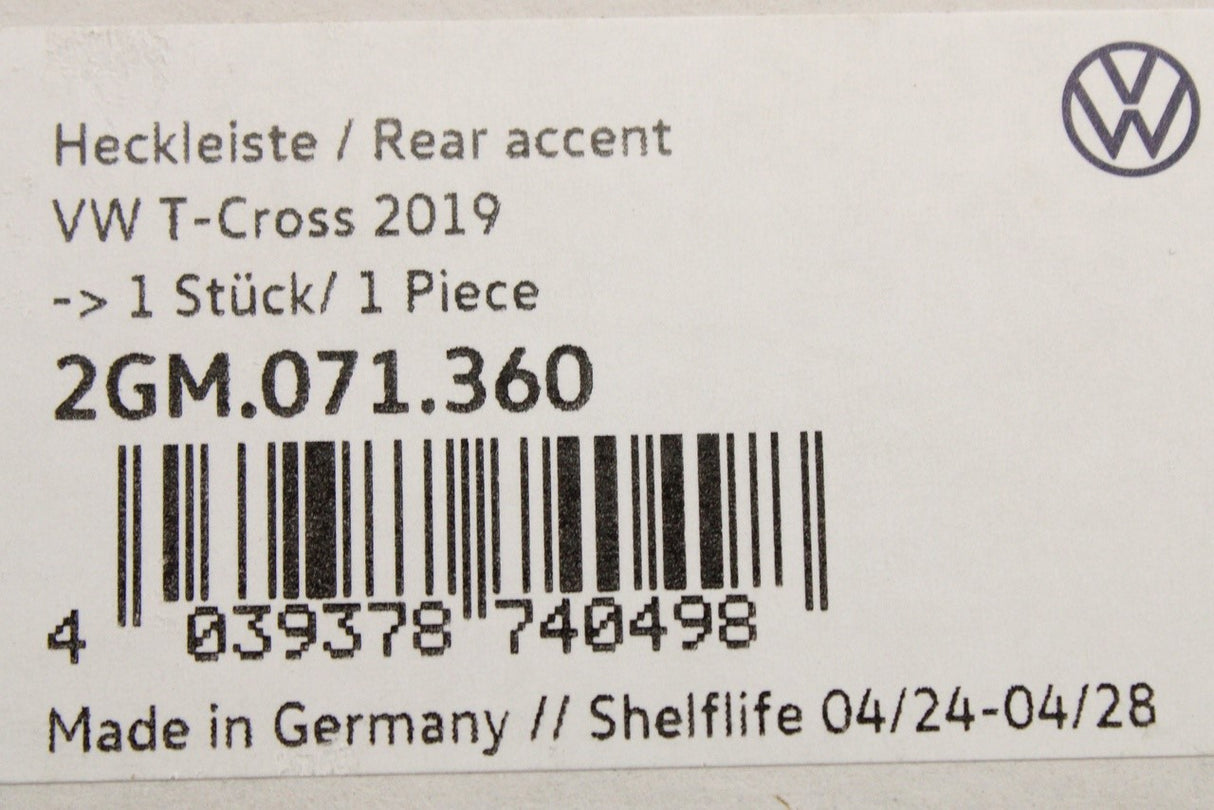 Heckleiste / Rear accent
VW T-Cross 2019
-> 1 Stück/ 1 Piece
2GM.071.360
4 039378 740498
Made in Germany // Shelflife 04/24-04/28